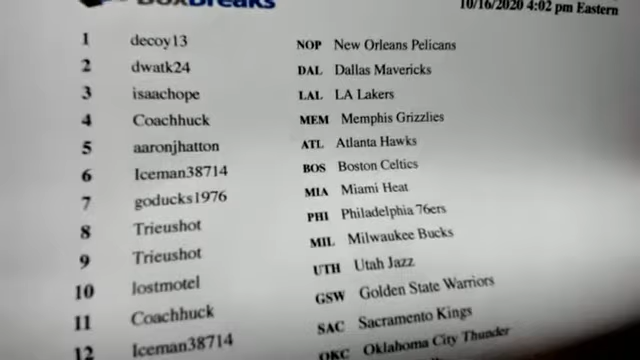 BoxBreaks
10/16/2020 4:02 pm Eastern
1 decoy13 NOP New Orleans Pelicans
2 dwatk24 DAL Dallas Mavericks
3 isaachope LAL LA Lakers
4 Coachhuck MEM Memphis Grizzlies
5 aaronjhatton ATL Atlanta Hawks
6 Iceman38714 BOS Boston Celtics
7 goducks1976 MIA Miami Heat
8 Trieushot PHI Philadelphia 76ers
9 Trieushot MIL Milwaukee Bucks
10 lostmotel UTH Utah Jazz
11 Coachhuck GSW Golden State Warriors
12 Iceman38714 SAC Sacramento Kings
OKC Oklahoma City Thunder